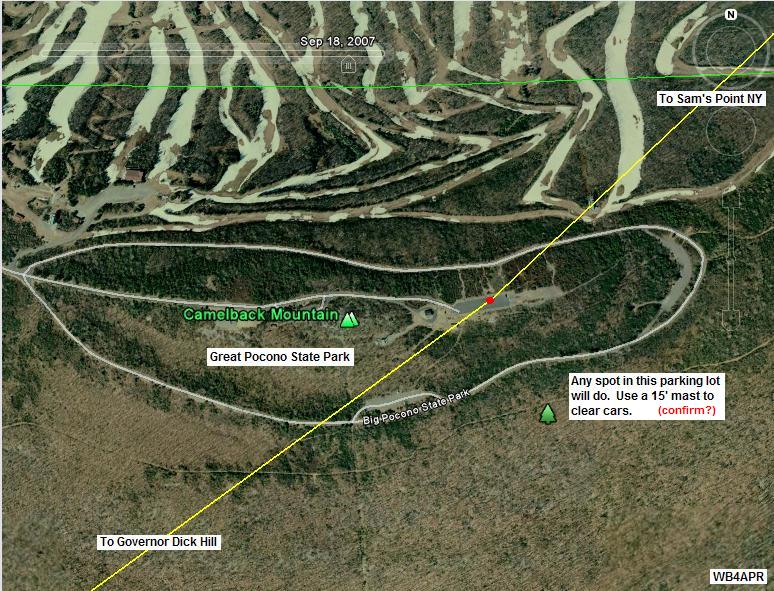 N
Sep 18, 2007
To Sam's Point NY
Camelback Mountain
Great Pocono State Park
Any spot in this parking lot
will do. Use a 15' mast to
clear cars. (confirm?)
Big Pocono State Park
To Governor Dick Hill
WB4APR